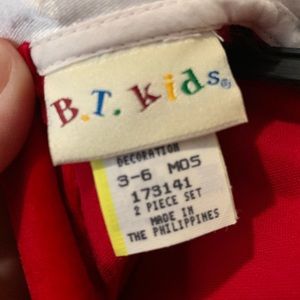 B.T. kids®
DECORATION
3-6 MOS
173141
2 PIECE SET
MADE IN
THE PHILIPPINES